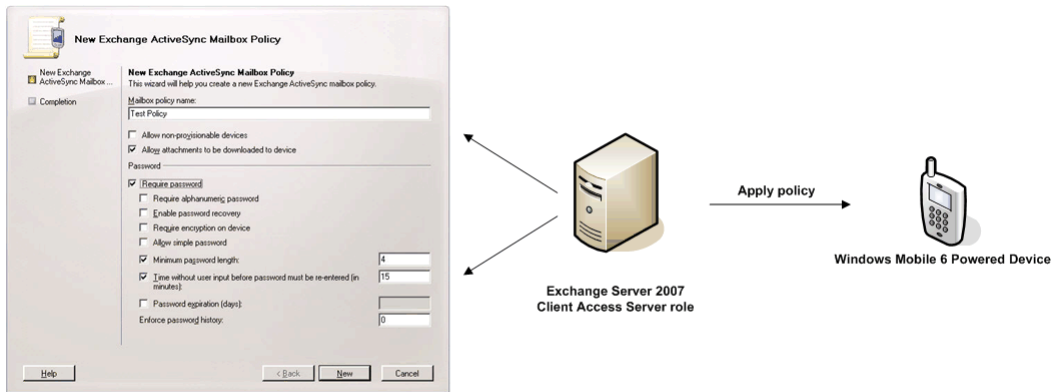 New Exchange ActiveSync Mailbox Policy
New Exchange
ActiveSync Mailbox ...
Completion
New Exchange ActiveSync Mailbox Policy
This wizard will help you create a new Exchange ActiveSync mailbox policy.
Mailbox policy name:
Test Policy
Allow non-provisionable devices
Allow attachments to be downloaded to device
Password
Require password
Require alphanumeric password
Enable password recovery
Require encryption on device
Allow simple password
Minimum password length:
4
Time without user input before password must be re-entered (in
minutes):
15
Password expiration (days):
Enforce password history:
0
Help
< Back
New
Cancel
Exchange Server 2007
Client Access Server role
Apply policy
Windows Mobile 6 Powered Device